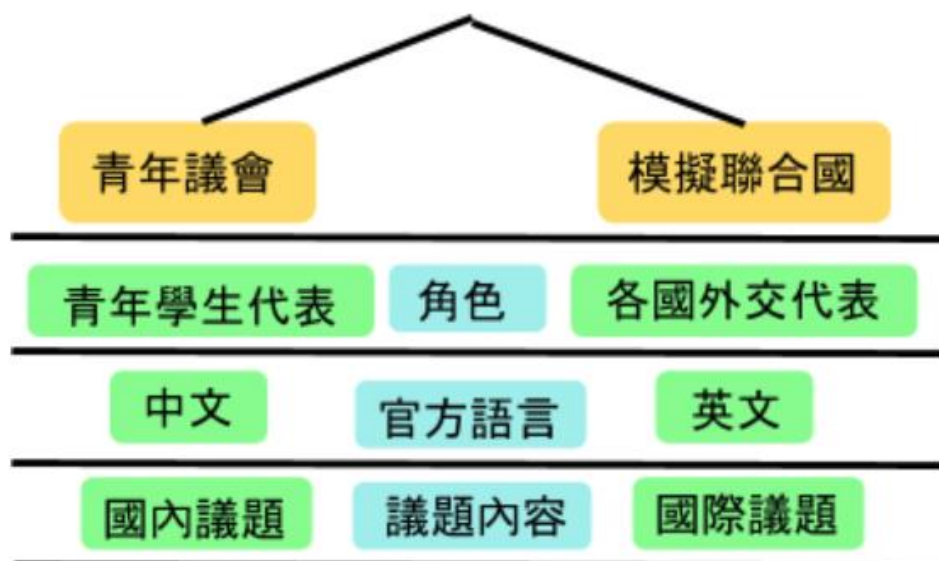 青年議會 模擬聯合國
青年學生代表 角色 各國外交代表
中文 官方語言 英文
國內議題 議題內容 國際議題